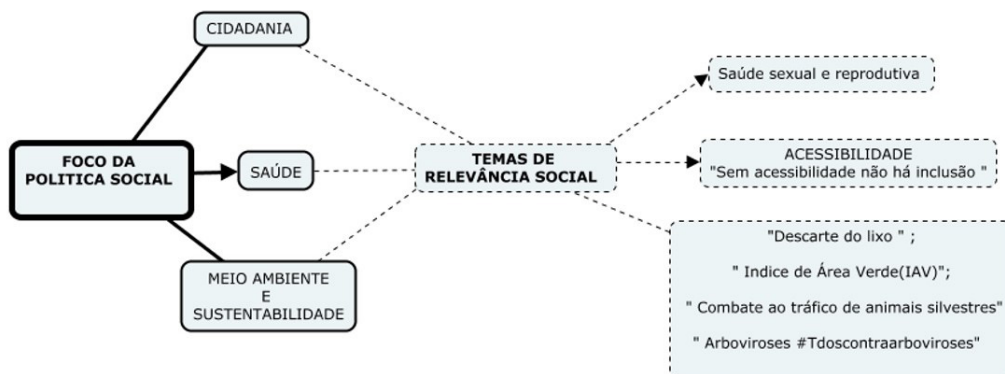 CIDADANIA
FOCO DA
POLITICA SOCIAL
SAÚDE
MEIO AMBIENTE
E
SUSTENTABILIDADE
TEMAS DE
RELEVÂNCIA SOCIAL
Saúde sexual e reprodutiva
ACESSIBILIDADE
"Sem acessibilidade não há inclusão "
"Descarte do lixo " ;
" Indice de Área Verde(IAV)";
" Combate ao tráfico de animais silvestres"
" Arboviroses #Tdoscontraarboviroses"